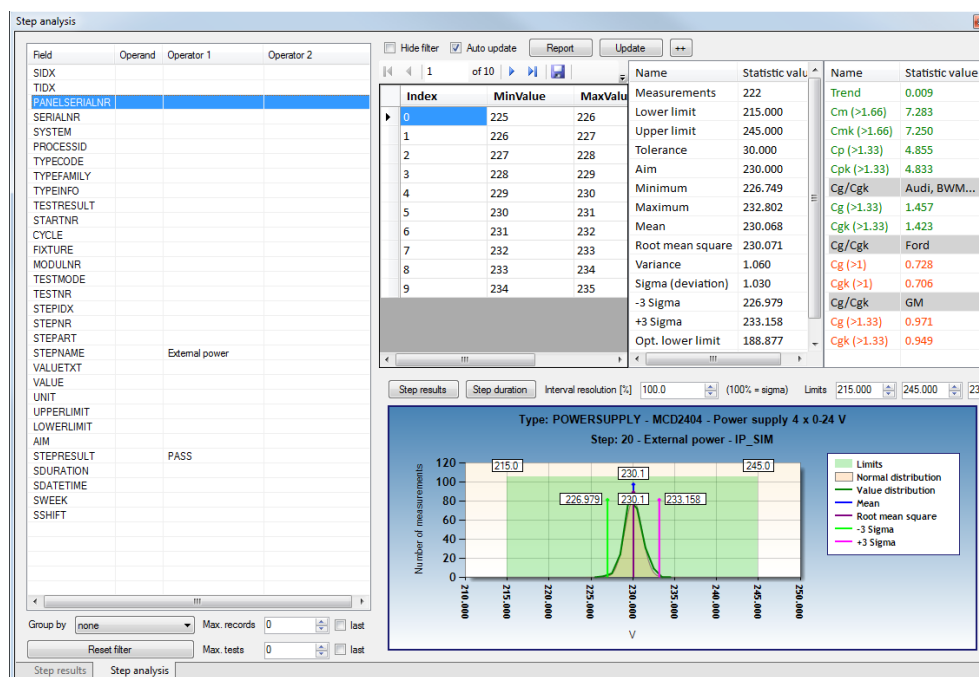 Step analysis
Field Operand Operator 1 Operator 2
SIDX
TIDX
PANELSERIALNR
SERIALNR
SYSTEM
PROCESSID
TYPECODE
TYPEFAMILY
TYPEINFO
TESTRESULT
STARTNR
CYCLE
FIXTURE
MODULNR
TESTMODE
TESTNR
STEPIDX
STEPNR
STEPART
STEPNAME External power
VALUETXT
VALUE
UNIT
UPPERLIMIT
LOWERLIMIT
AIM
STEPRESULT PASS
SDURATION
SDATETIME
SWEEK
SSHIFT
Group by none Max. records 0 last
Reset filter Max. tests 0 last
Step results Step analysis
Hide filter Auto update Report Update ++
1 of 10
Index MinValue MaxValu
0 225 226
1 226 227
2 227 228
3 228 229
4 229 230
5 230 231
6 231 232
7 232 233
8 233 234
9 234 235
Name Statistic valu
Measurements 222
Lower limit 215.000
Upper limit 245.000
Tolerance 30.000
Aim 230.000
Minimum 226.749
Maximum 232.802
Mean 230.068
Root mean square 230.071
Variance 1.060
Sigma (deviation) 1.030
-3 Sigma 226.979
+3 Sigma 233.158
Opt. lower limit 188.877
Name Statistic value
Trend 0.009
Cm (>1.66) 7.283
Cmk (>1.66) 7.250
Cp (>1.33) 4.855
Cpk (>1.33) 4.833
Cg/Cgk Audi, BWM...
Cg (>1.33) 1.457
Cgk (>1.33) 1.423
Cg/Cgk Ford
Cg (>1) 0.728
Cgk (>1) 0.706
Cg/Cgk GM
Cg (>1.33) 0.971
Cgk (>1.33) 0.949
Step results Step duration Interval resolution [%] 100.0 (100% = sigma) Limits 215.000 245.000 23
Type: POWERSUPPLY - MCD2404 - Power supply 4 x 0-24 V
Step: 20 - External power - IP_SIM
Number of measurements
120
100
80
60
40
20
0
215.0 230.1 245.0
226.979 230.1 233.158
210.000 215.000 220.000 225.000 230.000 235.000 240.000 245.000 250.000
V
Limits
Normal distribution
Value distribution
Mean
Root mean square
-3 Sigma
+3 Sigma